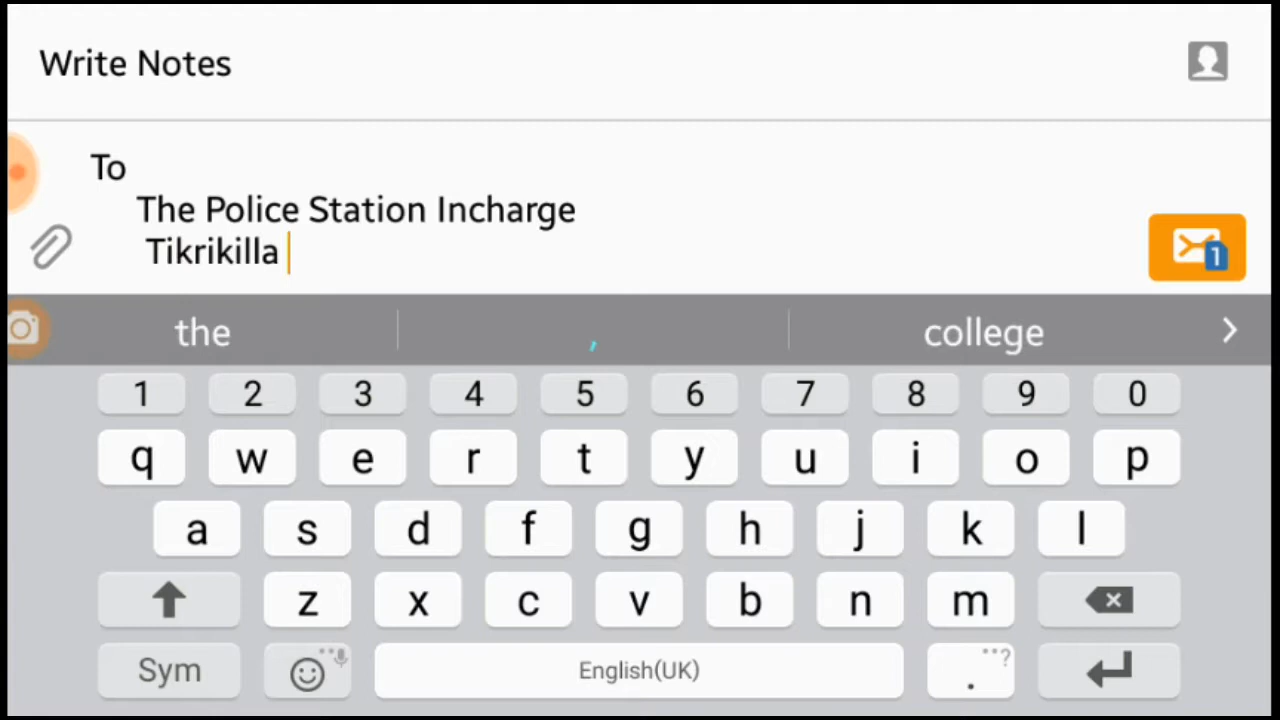 Write Notes
To
The Police Station Incharge
Tikrikilla
1
the , college
1 2 3 4 5 6 7 8 9 0
q w e r t y u i o p
a s d f g h j k l
z x c v b n m
Sym English(UK) . ?